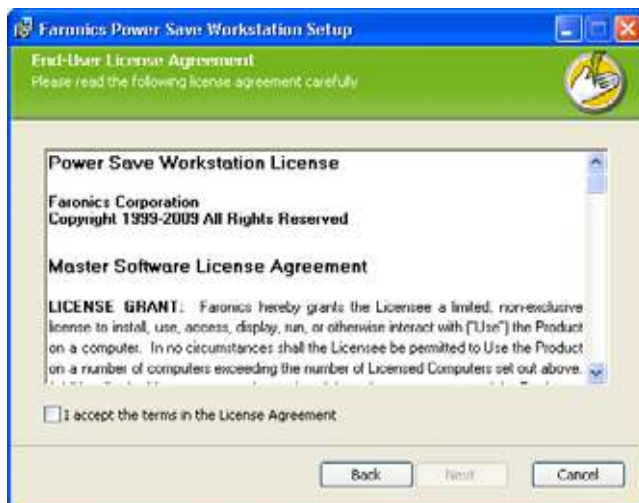 Faronics Power Save Workstation Setup
End-User License Agreement
Please read the following license agreement carefully
Power Save Workstation License
Faronics Corporation
Copyright 1999-2009 All Rights Reserved
Master Software License Agreement
LICENSE GRANT: Faronics hereby grants the Licensee a limited, non-exclusive
license to install, use, access, display, run, or otherwise interact with ("Use") the Product
on a computer. In no circumstances shall the Licensee be permitted to Use the Product
on a number of computers exceeding the number of Licensed Computers set out above.
I accept the terms in the License Agreement
Back
Next
Cancel